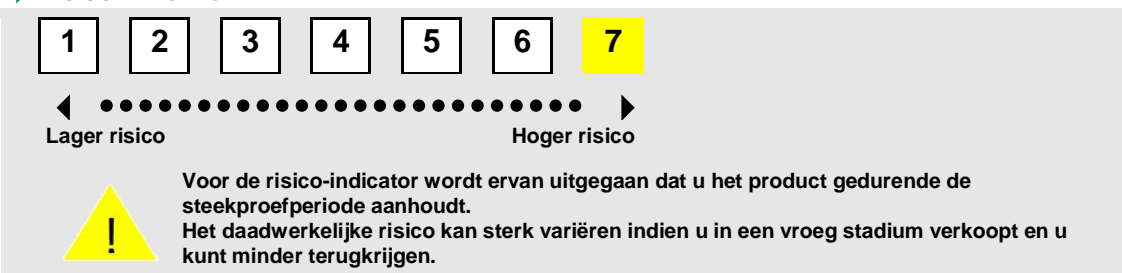 1 2 3 4 5 6 7
Lager risico Hoger risico
!
Voor de risico-indicator wordt ervan uitgegaan dat u het product gedurende de
steekproefperiode aanhoudt.
Het daadwerkelijke risico kan sterk variëren indien u in een vroeg stadium verkoopt en u
kunt minder terugkrijgen.